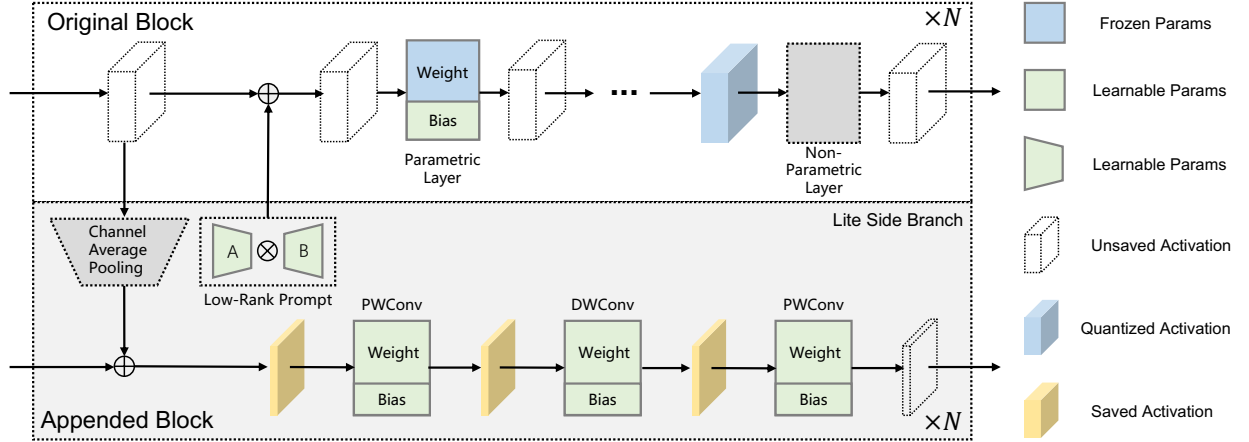 Original Block
×N
Weight
Bias
Parametric
Layer
...
Non-
Parametric
Layer
Frozen Params
Learnable Params
Learnable Params
Unsaved Activation
Quantized Activation
Saved Activation
Lite Side Branch
Channel
Average
Pooling
A
B
Low-Rank Prompt
PWConv
DWConv
PWConv
Weight
Bias
Weight
Bias
Weight
Bias
Appended Block
×N